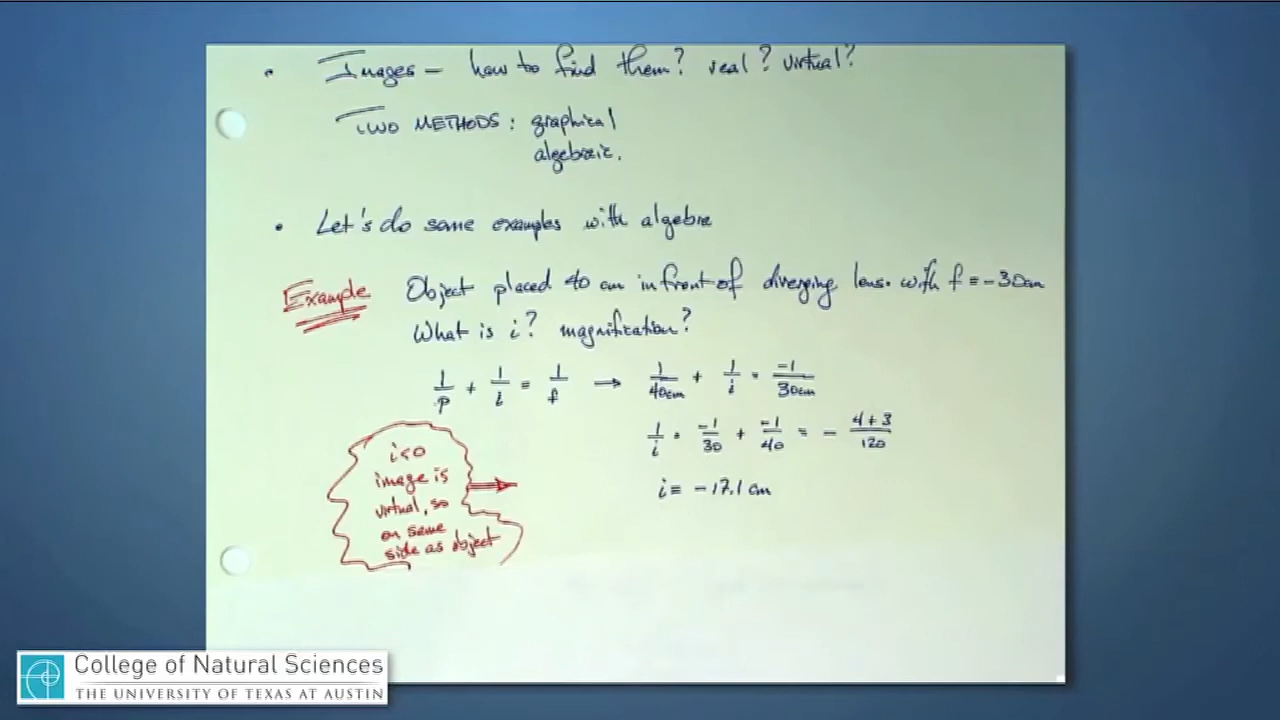 • Images – how to find them? real? virtual?
TWO METHODS: graphical
algebraic.
• Let's do some examples with algebra
Example Object placed 40 cm in front of diverging lens. with f = -30cm
What is i? magnification?
1/p + 1/i = 1/f → 1/40cm + 1/i = -1/30cm
1/i = -1/30 + -1/40 = - 4+3/120
i = -17.1 cm
i<0
image is
virtual, so
on same
side as object
College of Natural Sciences
THE UNIVERSITY OF TEXAS AT AUSTIN